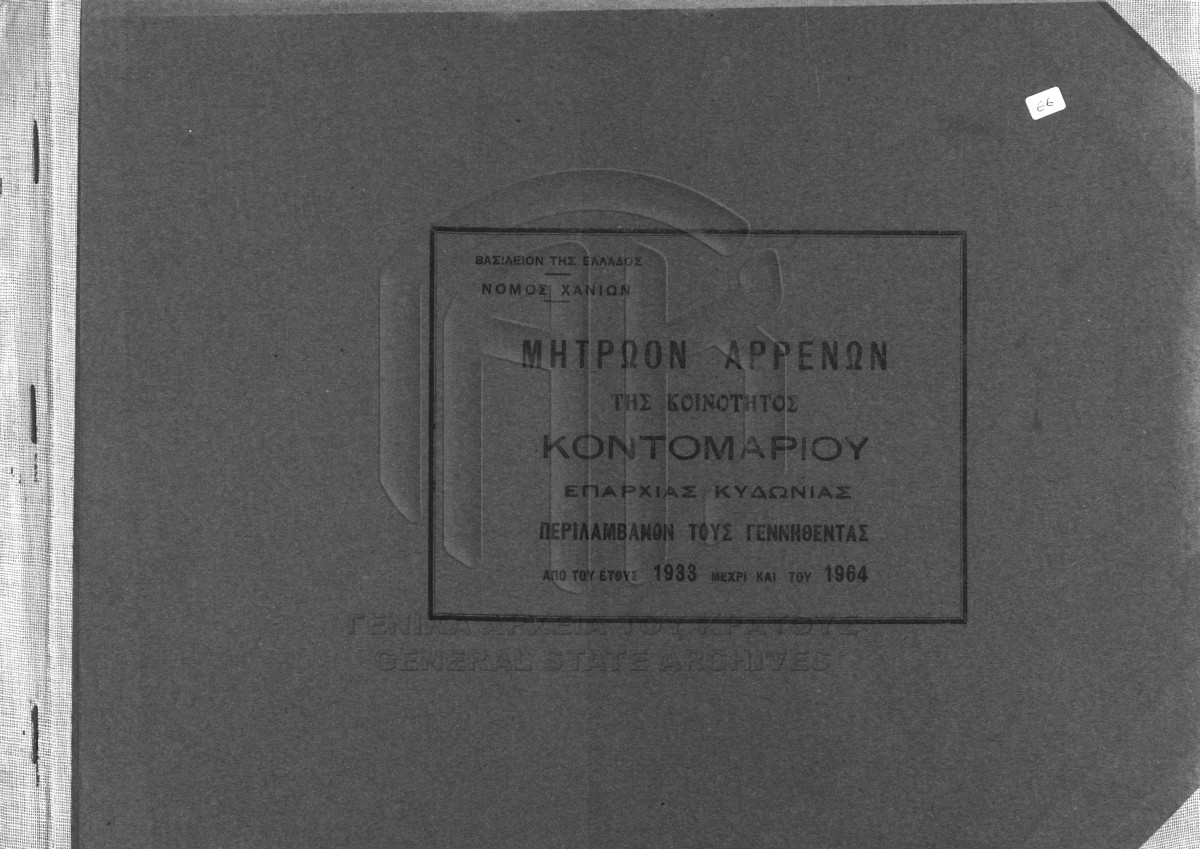 66
ΒΑΣΙΛΕΙΟΝ ΤΗΣ ΕΛΛΑΔΟΣ
ΝΟΜΟΣ ΧΑΝΙΩΝ
ΜΗΤΡΩΟΝ ΑΡΡΕΝΩΝ
ΤΗΣ ΚΟΙΝΟΤΗΤΟΣ
ΚΟΝΤΟΜΑΡΙΟΥ
ΕΠΑΡΧΙΑΣ ΚΥΔΩΝΙΑΣ
ΠΕΡΙΛΑΜΒΑΝΟΝ ΤΟΥΣ ΓΕΝΝΗΘΕΝΤΑΣ
ΑΠΟ ΤΟΥ ΕΤΟΥΣ 1933 ΜΕΧΡΙ ΚΑΙ ΤΟΥ 1964
ΓΕΝΙΚΑ ΑΡΧΕΙΑ ΤΟΥ ΚΡΑΤΟΥΣ
GENERAL STATE ARCHIVES